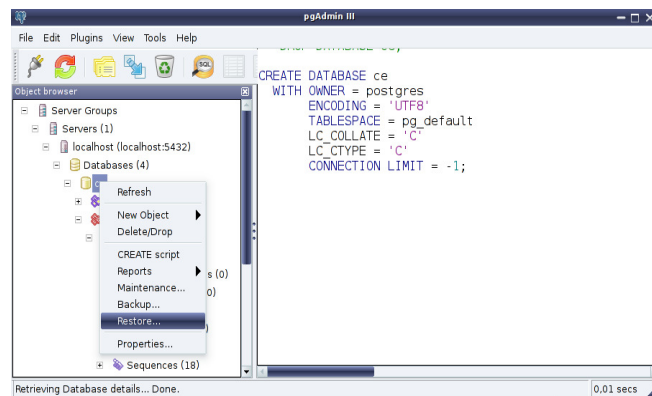 pgAdmin III
File Edit Plugins View Tools Help
SQL
Object browser
Server Groups
Servers (1)
localhost (localhost:5432)
Databases (4)
Refresh
New Object
Delete/Drop
CREATE script
Reports
s (0)
Maintenance...
0)
Backup...
Restore...
)
Properties...
Sequences (18)
CREATE DATABASE ce
WITH OWNER = postgres
ENCODING = 'UTF8'
TABLESPACE = pg_default
LC_COLLATE = 'C'
LC_CTYPE = 'C'
CONNECTION LIMIT = -1;
Retrieving Database details... Done.
0,01 secs